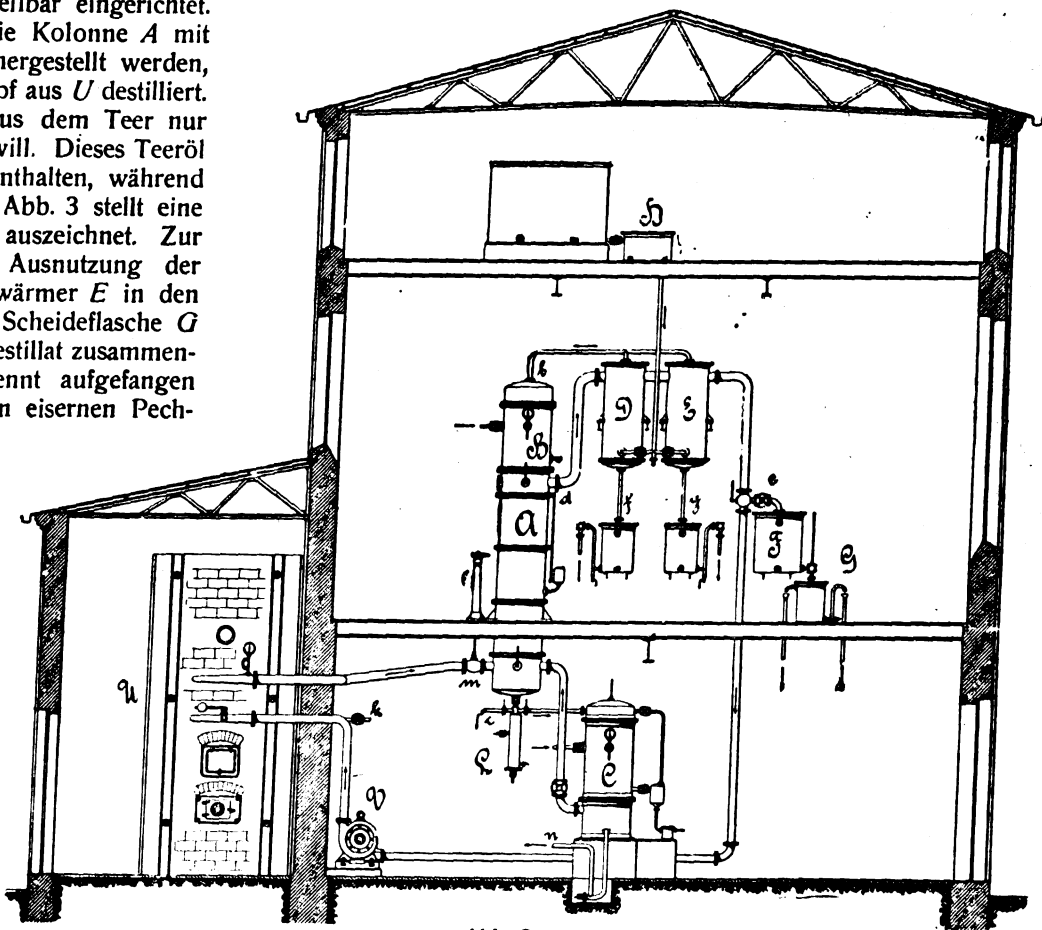 ellbar eingerichtet.
ie Kolonne A mit
hergestellt werden,
pf aus U destilliert.
us dem Teer nur
will. Dieses Teeröl
nthalten, während
Abb. 3 stellt eine
auszeichnet. Zur
Ausnutzung der
wärmer E in den
Scheideflasche G
estillat zusammen-
ennt aufgefangen
n eisernen Pech-
H
b
D
E
B
d
e
A
f
g
F
G
U
m
k
i
C
V
n